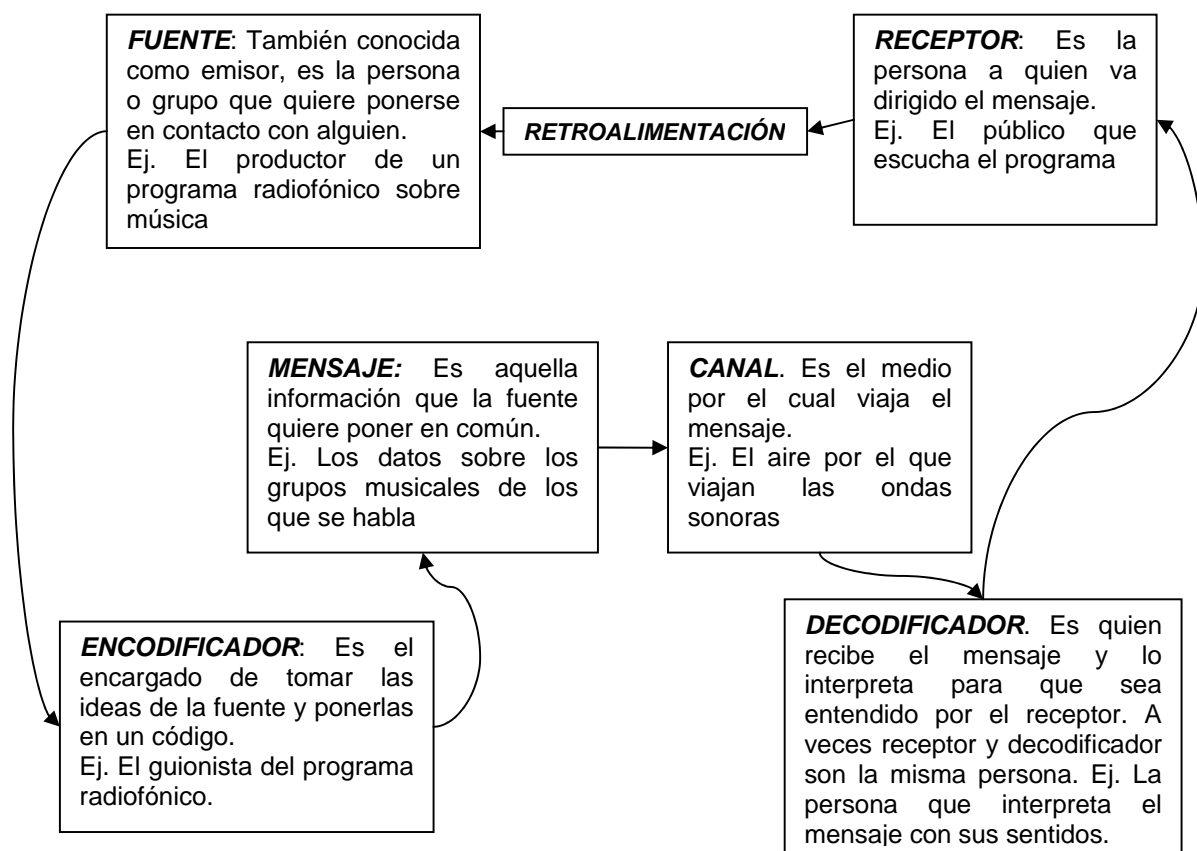 FUENTE: También conocida
como emisor, es la persona
o grupo que quiere ponerse
en contacto con alguien.
Ej. El productor de un
programa radiofónico sobre
música
RETROALIMENTACIÓN
RECEPTOR: Es la
persona a quien va
dirigido el mensaje.
Ej. El público que
escucha el programa
MENSAJE: Es aquella
información que la fuente
quiere poner en común.
Ej. Los datos sobre los
grupos musicales de los
que se habla
CANAL. Es el medio
por el cual viaja el
mensaje.
Ej. El aire por el que
viajan las ondas
sonoras
ENCODIFICADOR: Es el
encargado de tomar las
ideas de la fuente y ponerlas
en un código.
Ej. El guionista del programa
radiofónico.
DECODIFICADOR. Es quien
recibe el mensaje y lo
interpreta para que sea
entendido por el receptor. A
veces receptor y decodificador
son la misma persona. Ej. La
persona que interpreta el
mensaje con sus sentidos.